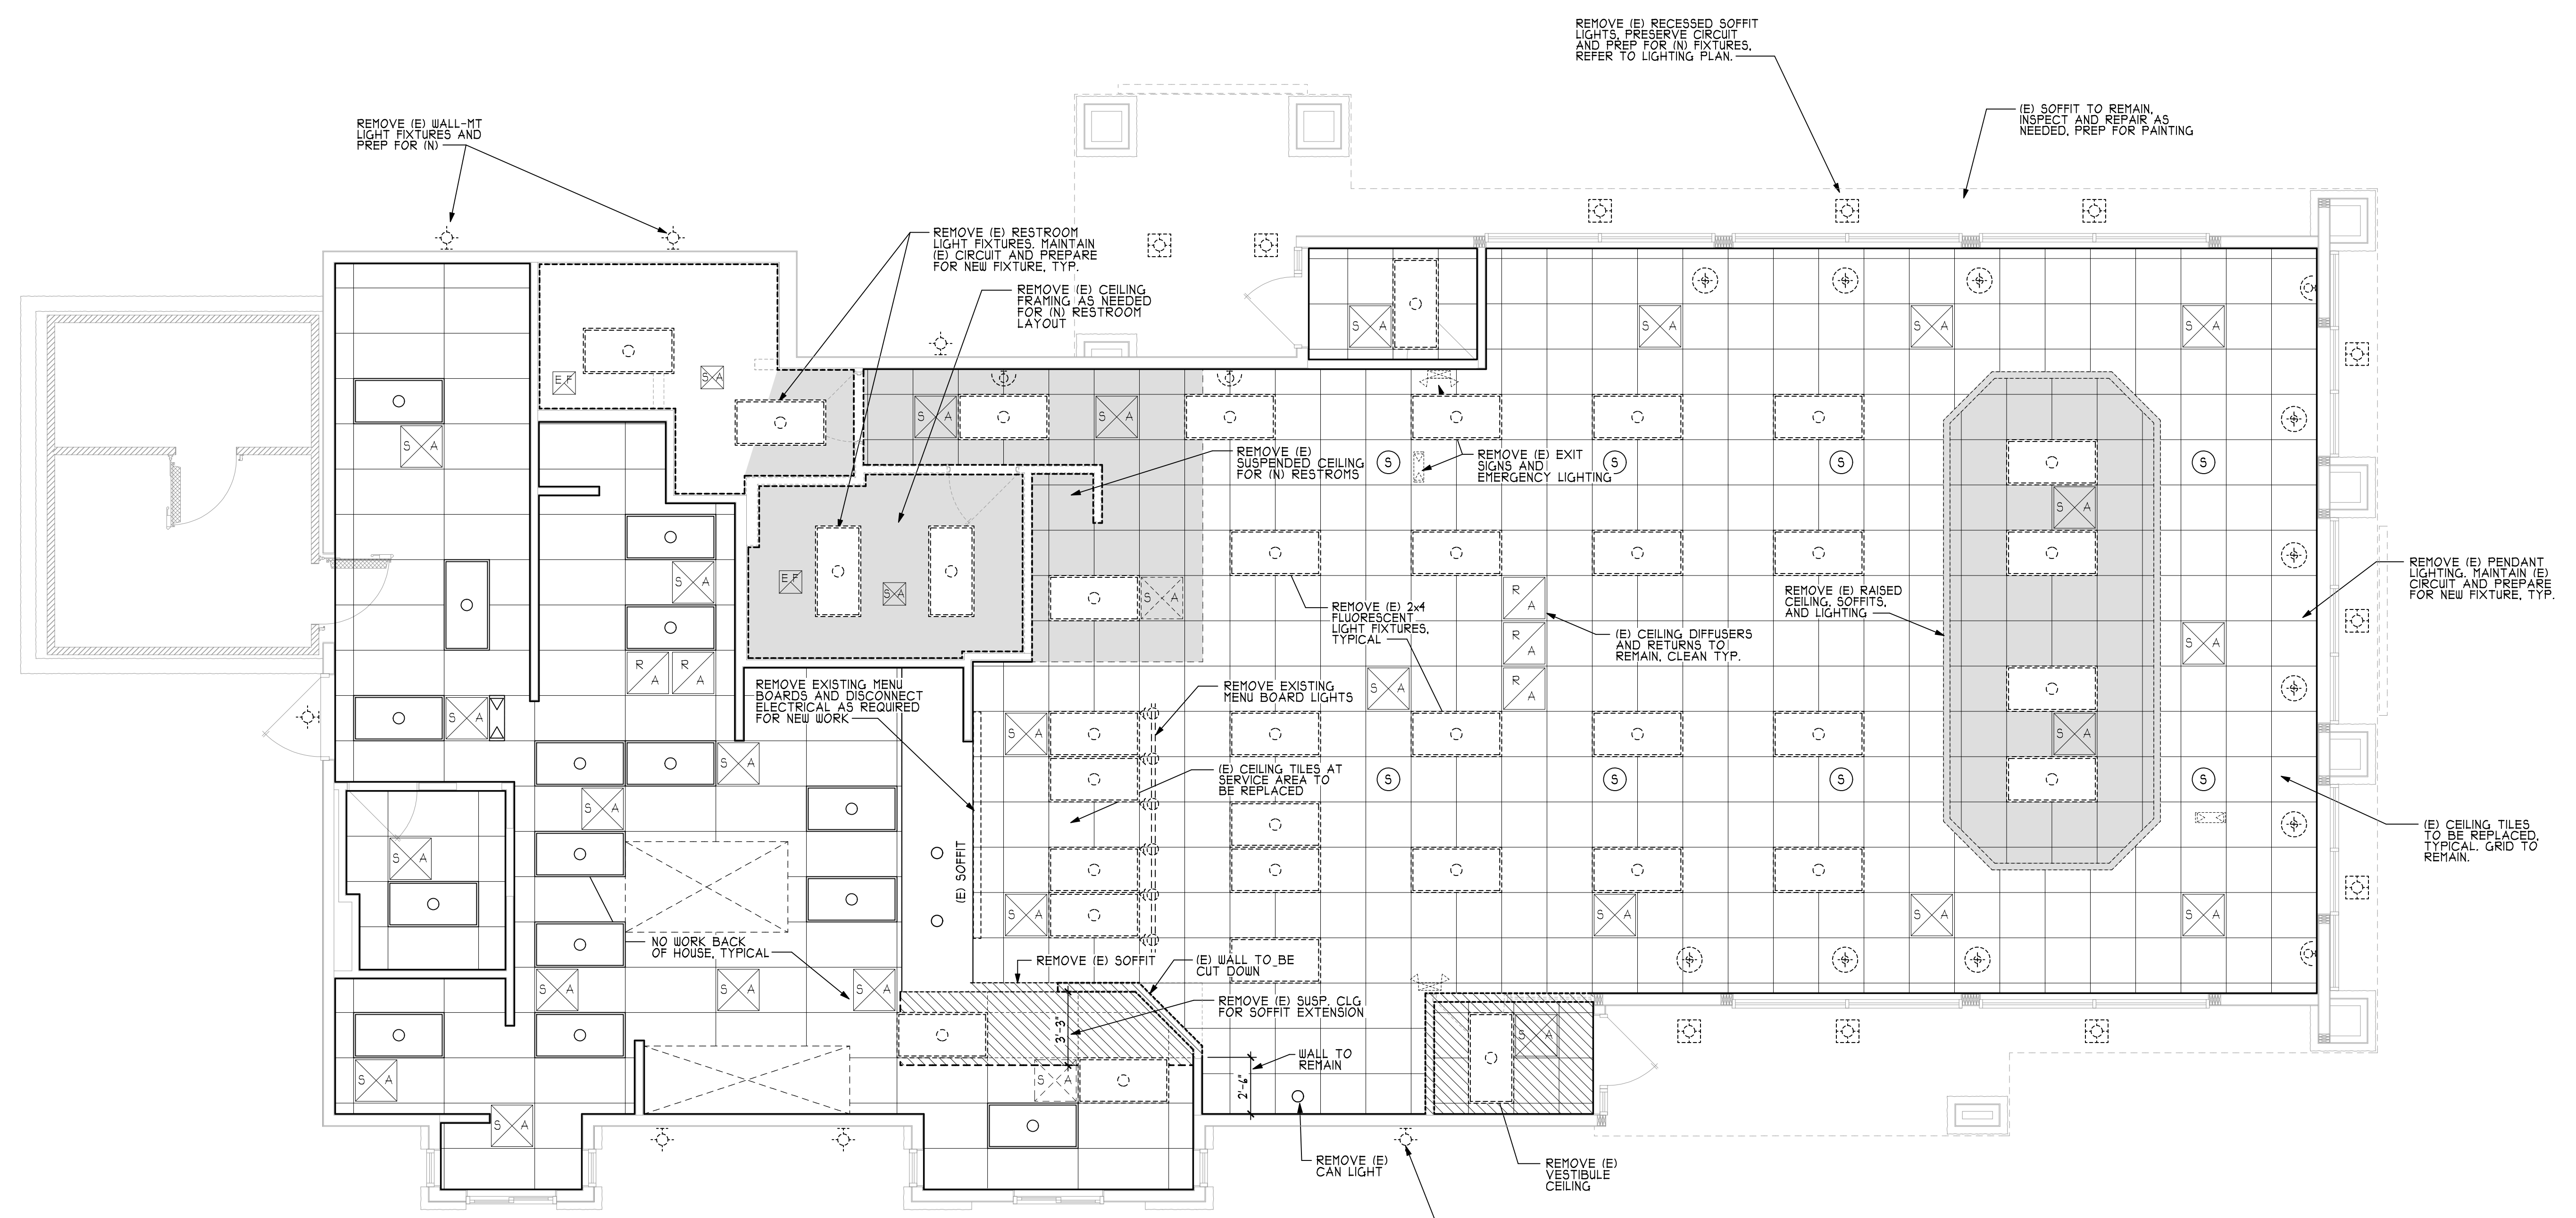 REMOVE (E) RECESSED SOFFIT
LIGHTS, PRESERVE CIRCUIT
AND PREP FOR (N) FIXTURES,
REFER TO LIGHTING PLAN.
(E) SOFFIT TO REMAIN,
INSPECT AND REPAIR AS
NEEDED, PREP FOR PAINTING
REMOVE (E) WALL-MT
LIGHT FIXTURES AND
PREP FOR (N)
REMOVE (E) RESTROOM
LIGHT FIXTURES. MAINTAIN
(E) CIRCUIT AND PREPARE
FOR NEW FIXTURE, TYP.
REMOVE (E) CEILING
FRAMING AS NEEDED
FOR (N) RESTROOM
LAYOUT
S A
S A
S A
S A
E F
S A
S A
S A
S A
REMOVE (E)
SUSPENDED CEILING
FOR (N) RESTROMS
S
REMOVE (E) EXIT
SIGNS AND
EMERGENCY LIGHTING
S
S
S
S A
REMOVE (E) PENDANT
LIGHTING. MAINTAIN (E)
CIRCUIT AND PREPARE
FOR NEW FIXTURE, TYP.
S A
E F
S A
S A
R A
REMOVE (E) RAISED
CEILING, SOFFITS,
AND LIGHTING
REMOVE (E) 2x4
FLUORESCENT
LIGHT FIXTURES,
TYPICAL
R A
(E) CEILING DIFFUSERS
AND RETURNS TO
REMAIN, CLEAN TYP.
S A
R A
R A
REMOVE EXISTING MENU
BOARDS AND DISCONNECT
ELECTRICAL AS REQUIRED
FOR NEW WORK
REMOVE EXISTING
MENU BOARD LIGHTS
S A
R A
S A
S A
S A
S A
S A
(E) CEILING TILES AT
SERVICE AREA TO
BE REPLACED
S
S
S
S
S A
S A
(E) SOFFIT
(E) CEILING TILES
TO BE REPLACED,
TYPICAL. GRID TO
REMAIN.
S A
S A
S A
S A
NO WORK BACK
OF HOUSE, TYPICAL
REMOVE (E) SOFFIT
(E) WALL TO BE
CUT DOWN
S A
S A
S A
REMOVE (E) SUSP. CLG
FOR SOFFIT EXTENSION
3'-3"
S A
WALL TO
REMAIN
2'-6"
S A
S A
S A
REMOVE (E)
CAN LIGHT
REMOVE (E)
VESTIBULE
CEILING